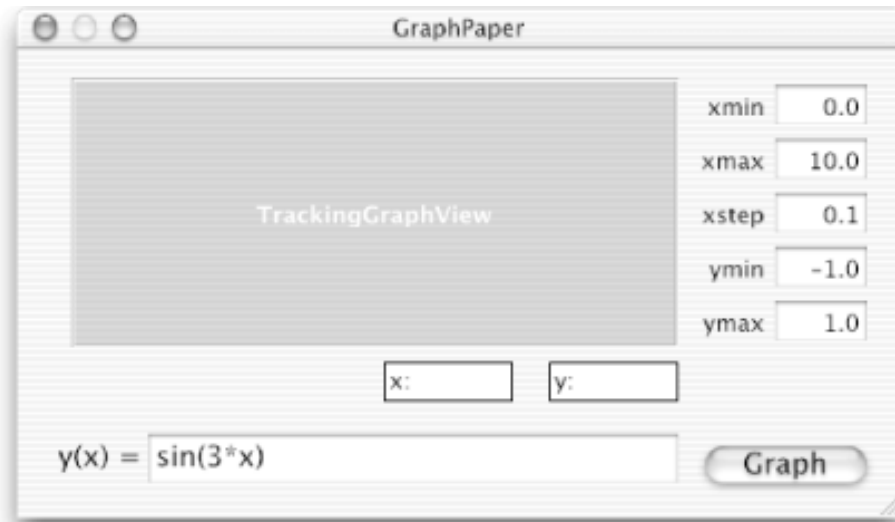 GraphPaper
TrackingGraphView
xmin 0.0
xmax 10.0
xstep 0.1
ymin -1.0
ymax 1.0
x: y:
y(x) = sin(3*x)
Graph